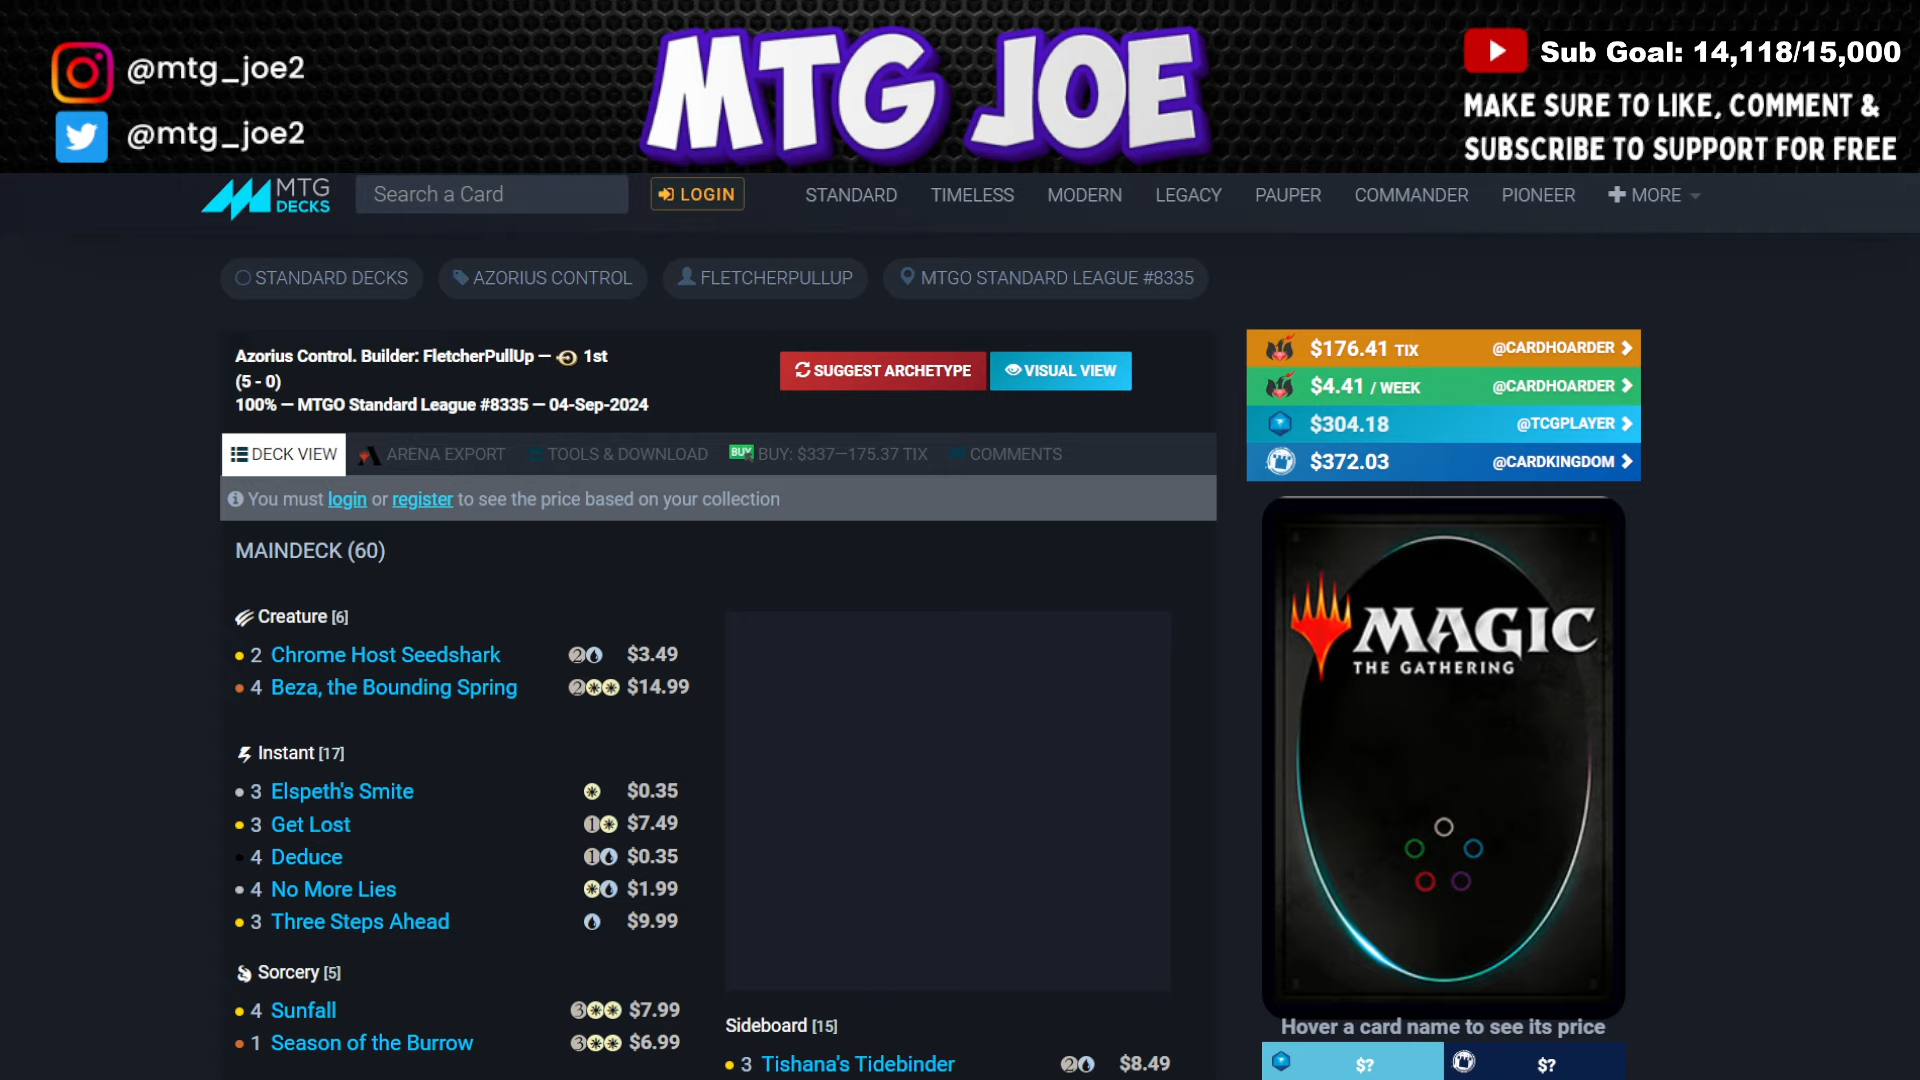 @mtg_joe2
@mtg_joe2
MTG JOE
Sub Goal: 14,118/15,000
MAKE SURE TO LIKE, COMMENT &
SUBSCRIBE TO SUPPORT FOR FREE
MTG
DECKS
Search a Card
LOGIN
STANDARD TIMELESS MODERN LEGACY PAUPER COMMANDER PIONEER MORE
STANDARD DECKS AZORIUS CONTROL FLETCHERPULLUP MTGO STANDARD LEAGUE #8335
Azorius Control. Builder: FletcherPullUp — 1st
(5 - 0)
100% — MTGO Standard League #8335 — 04-Sep-2024
SUGGEST ARCHETYPE
VISUAL VIEW
DECK VIEW ARENA EXPORT TOOLS & DOWNLOAD BUY BUY: $337—175.37 TIX COMMENTS
You must login or register to see the price based on your collection
MAINDECK (60)
Creature [6]
2 Chrome Host Seedshark 2 $3.49
4 Beza, the Bounding Spring 2 $14.99
Instant [17]
3 Elspeth's Smite $0.35
3 Get Lost 1 $7.49
4 Deduce 1 $0.35
4 No More Lies $1.99
3 Three Steps Ahead $9.99
Sorcery [5]
4 Sunfall 3 $7.99
1 Season of the Burrow 3 $6.99
Sideboard [15]
3 Tishana's Tidebinder 2 $8.49
$176.41 TIX @CARDHOARDER
$4.41 / WEEK @CARDHOARDER
$304.18 @TCGPLAYER
$372.03 @CARDKINGDOM
MAGIC
THE GATHERING
Hover a card name to see its price
$? $?